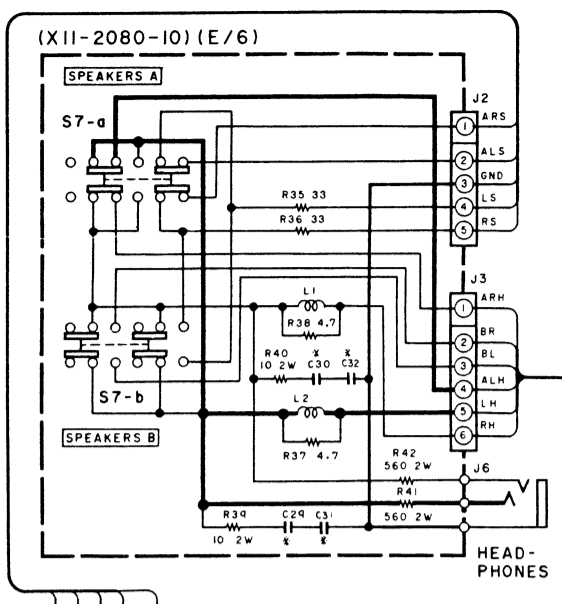 (X11-2080-10)(E/6)
SPEAKERS A
S7-a
J2
1 ARS
2 ALS
3 GND
R35 33
4 LS
R36 33
5 RS
J3
L1
1 ARH
R38 4.7
2 BR
R40
10 2W
* C30
* C32
3 BL
S7-b
4 ALH
L2
5 LH
SPEAKERS B
R37 4.7
6 RH
R42
560 2W
J6
R41
560 2W
R39
10 2W
C29 *
C31 *
HEAD-
PHONES